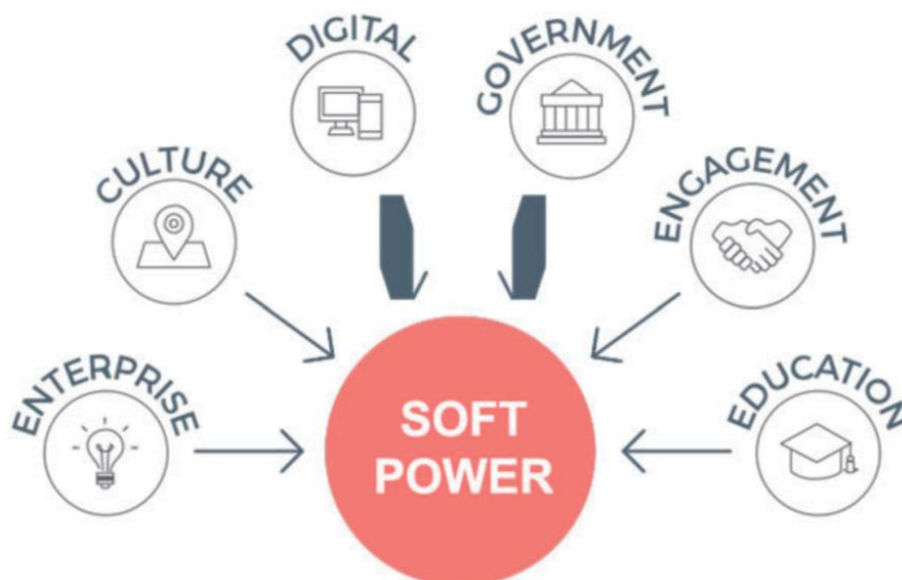 DIGITAL
GOVERNMENT
CULTURE
ENGAGEMENT
ENTERPRISE
EDUCATION
SOFT
POWER